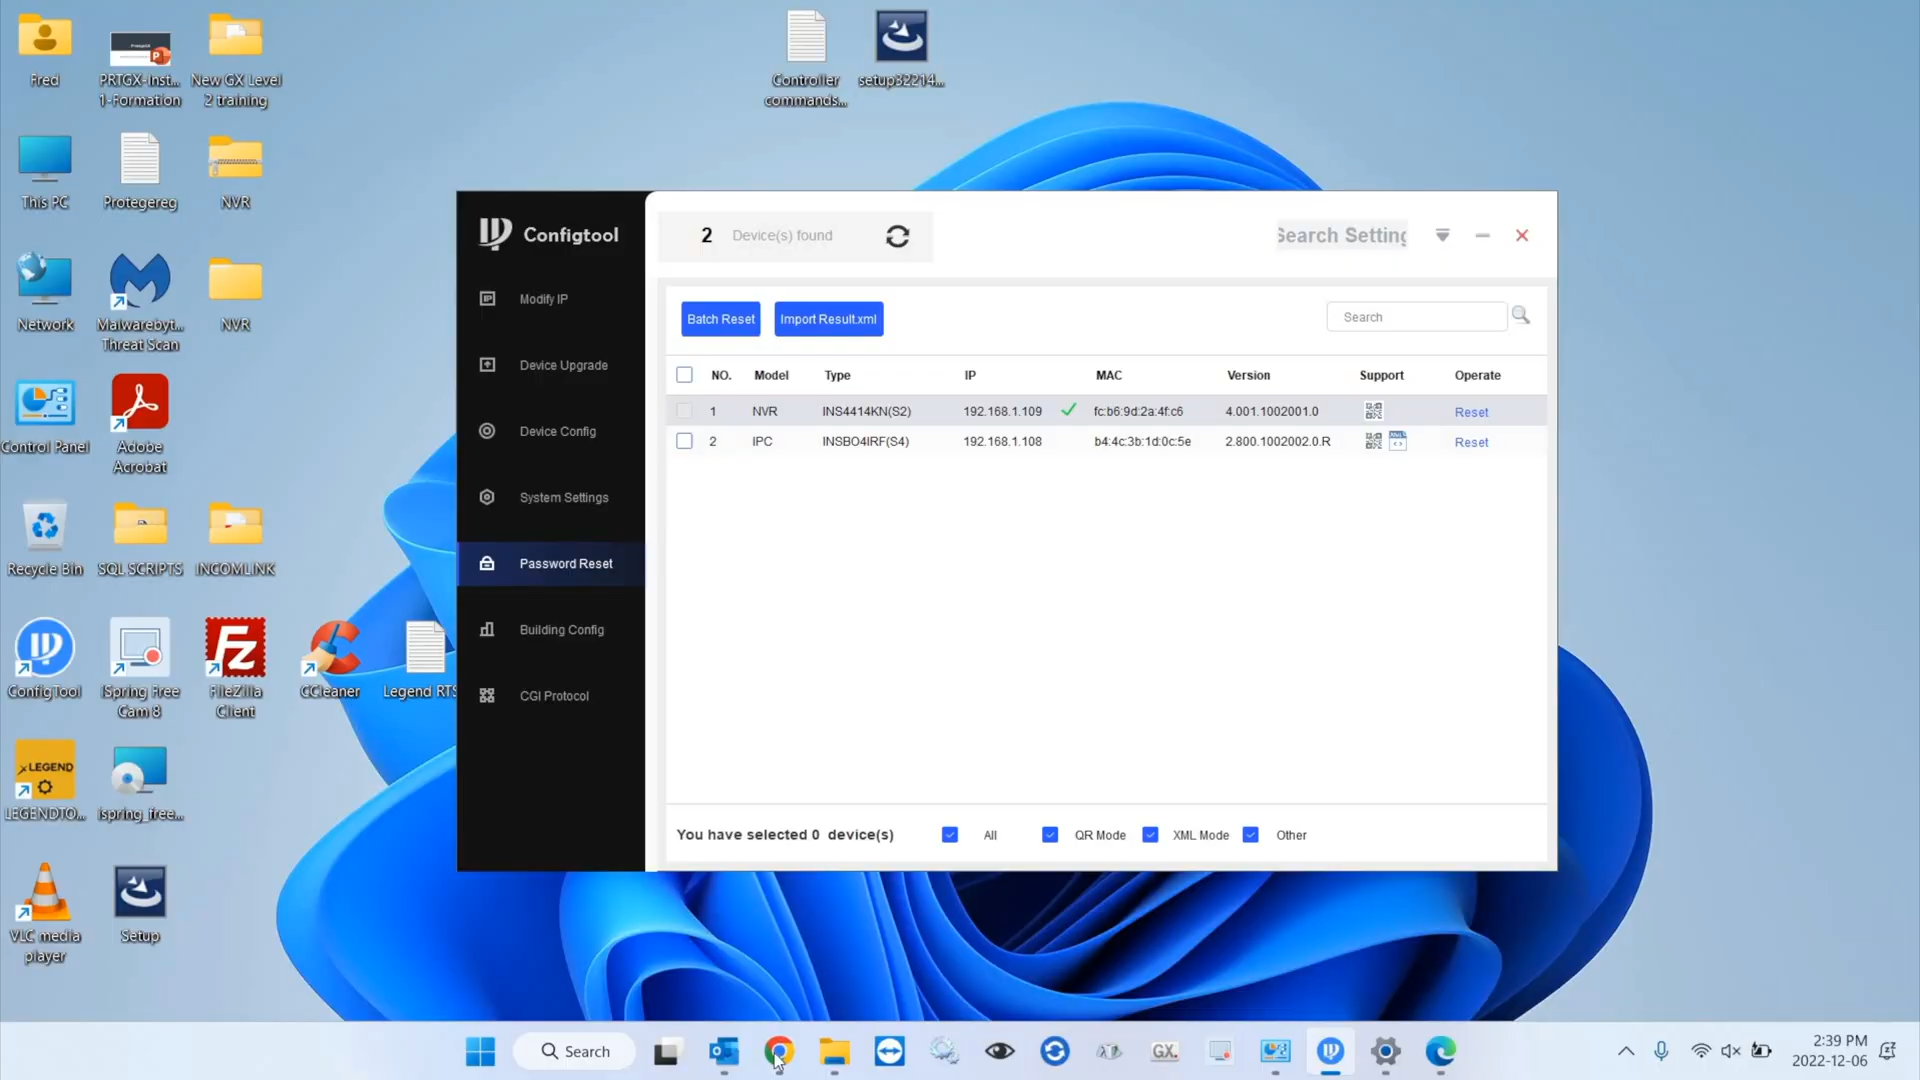 Fred
PRTGX-Inst...
1-Formation
New GX Level
2 training
Controller
commands...
setup32214...
This PC
Protegereg
NVR
Network
Malwarebyt...
Threat Scan
NVR
Control Panel
Adobe
Acrobat
Recycle Bin
SQL SCRIPTS
INCOMLINK
ConfigTool
iSpring Free
Cam 8
FileZilla
Client
CCleaner
Legend RTS
LEGEND
LEGENDTO...
ispring_free...
VLC media
player
Setup
Configtool
2 Device(s) found
Search Setting
Modify IP
Device Upgrade
Device Config
System Settings
Password Reset
Building Config
CGI Protocol
Batch Reset
Import Result.xml
Search
NO. Model Type IP MAC Version Support Operate
1 NVR INS4414KN(S2) 192.168.1.109 fc:b6:9d:2a:4f:c6 4.001.1002001.0 Reset
2 IPC INSBO4IRF(S4) 192.168.1.108 b4:4c:3b:1d:0c:5e 2.800.1002002.0.R Reset
You have selected 0 device(s)
All
QR Mode
XML Mode
Other
Search
GX.
2:39 PM
2022-12-06